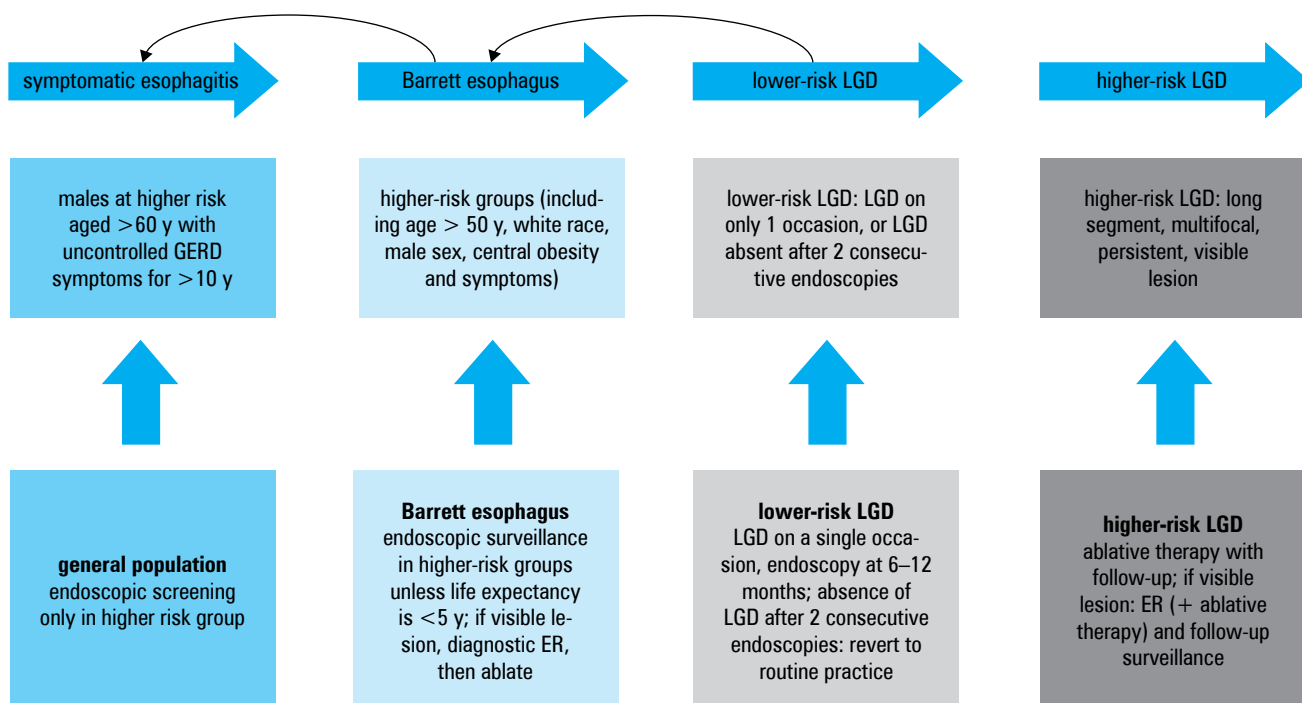 symptomatic esophagitis
Barrett esophagus
lower-risk LGD
higher-risk LGD
males at higher risk
aged >60 y with
uncontrolled GERD
symptoms for >10 y
higher-risk groups (includ-
ing age > 50 y, white race,
male sex, central obesity
and symptoms)
lower-risk LGD: LGD on
only 1 occasion, or LGD
absent after 2 consecu-
tive endoscopies
higher-risk LGD: long
segment, multifocal,
persistent, visible
lesion
general population
endoscopic screening
only in higher risk group
Barrett esophagus
endoscopic surveillance
in higher-risk groups
unless life expectancy
is <5 y; if visible le-
sion, diagnostic ER,
then ablate
lower-risk LGD
LGD on a single occa-
sion, endoscopy at 6–12
months; absence of
LGD after 2 consecutive
endoscopies: revert to
routine practice
higher-risk LGD
ablative therapy with
follow-up; if visible
lesion: ER (+ ablative
therapy) and follow-up
surveillance